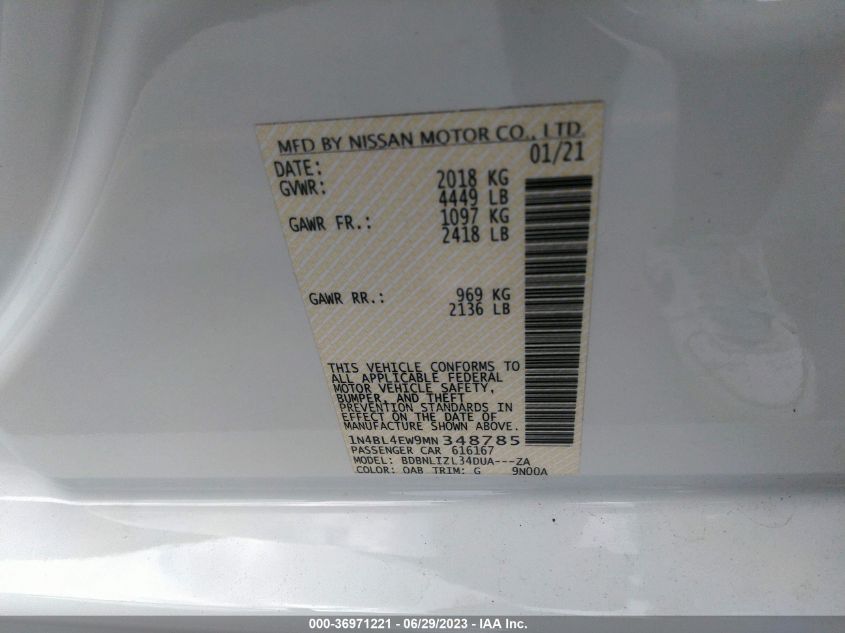 MFD BY NISSAN MOTOR CO., LTD.
DATE: 01/21
GVWR: 2018 KG
4449 LB
GAWR FR.: 1097 KG
2418 LB
GAWR RR.: 969 KG
2136 LB
THIS VEHICLE CONFORMS TO
ALL APPLICABLE FEDERAL
MOTOR VEHICLE SAFETY,
BUMPER, AND THEFT
PREVENTION STANDARDS IN
EFFECT ON THE DATE OF
MANUFACTURE SHOWN ABOVE.
1N4BL4EW9MN348785
PASSENGER CAR 616167
MODEL: BDBNLIZL34DUA---ZA
COLOR: QAB TRIM: G 9N00A
000-36971221 - 06/29/2023 - Copyright © 2023 IAA, Inc.